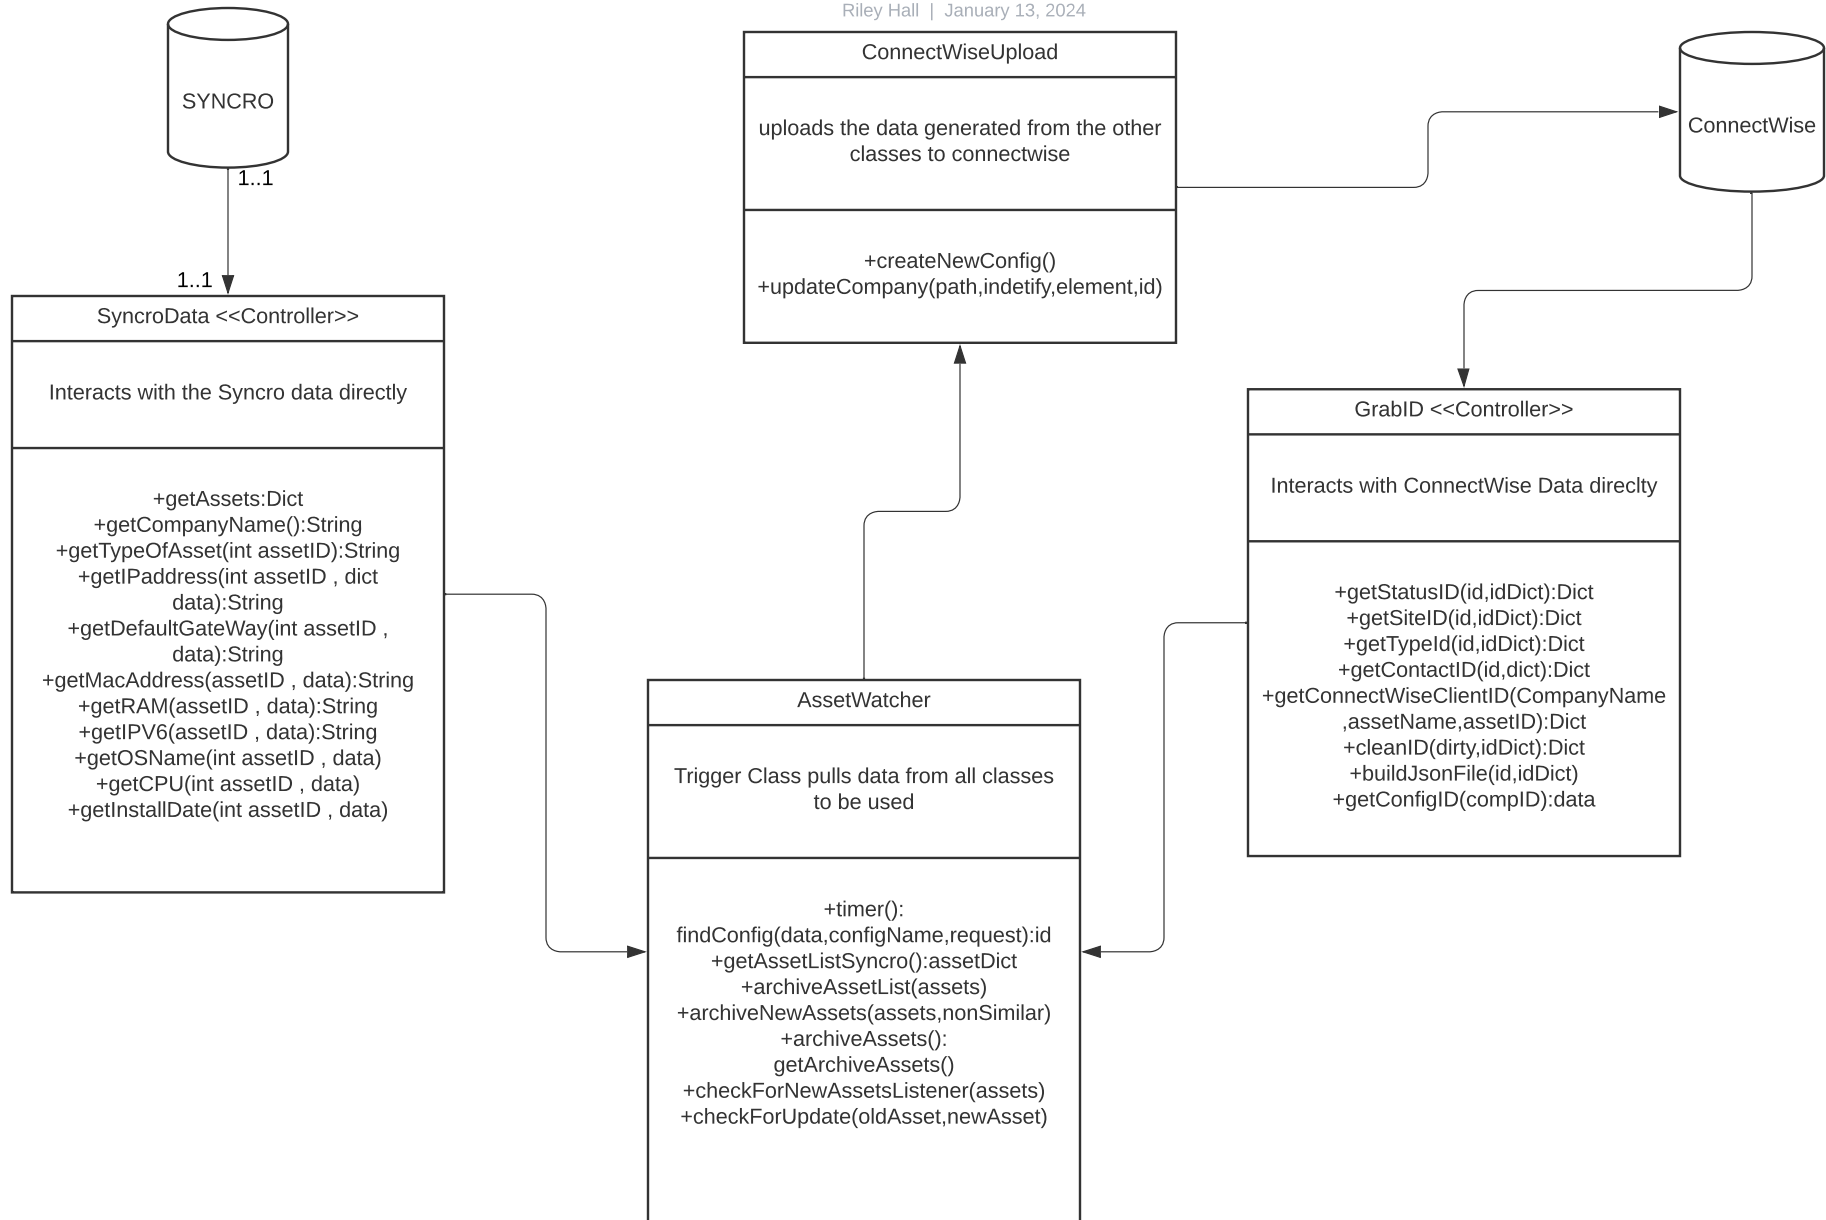 Riley Hall | January 13, 2024
SYNCRO
1..1
1..1
SyncroData <<Controller>>
Interacts with the Syncro data directly
+getAssets:Dict
+getCompanyName():String
+getTypeOfAsset(int assetID):String
+getIPaddress(int assetID , dict
data):String
+getDefaultGateWay(int assetID ,
data):String
+getMacAddress(assetID , data):String
+getRAM(assetID , data):String
+getIPV6(assetID , data):String
+getOSName(int assetID , data)
+getCPU(int assetID , data)
+getInstallDate(int assetID , data)
ConnectWiseUpload
uploads the data generated from the other
classes to connectwise
+createNewConfig()
+updateCompany(path,indetify,element,id)
ConnectWise
GrabID <<Controller>>
Interacts with ConnectWise Data direclty
+getStatusID(id,idDict):Dict
+getSiteID(id,idDict):Dict
+getTypeId(id,idDict):Dict
+getContactID(id,dict):Dict
+getConnectWiseClientID(CompanyName
,assetName,assetID):Dict
+cleanID(dirty,idDict):Dict
+buildJsonFile(id,idDict)
+getConfigID(compID):data
AssetWatcher
Trigger Class pulls data from all classes
to be used
+timer():
findConfig(data,configName,request):id
+getAssetListSyncro():assetDict
+archiveAssetList(assets)
+archiveNewAssets(assets,nonSimilar)
+archiveAssets():
getArchiveAssets()
+checkForNewAssetsListener(assets)
+checkForUpdate(oldAsset,newAsset)